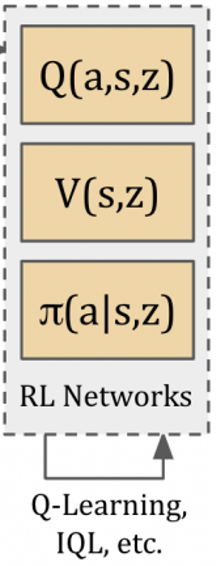 Q(a,s,z)
V(s,z)
π(a|s,z)
RL Networks
Q-Learning,
IQL, etc.